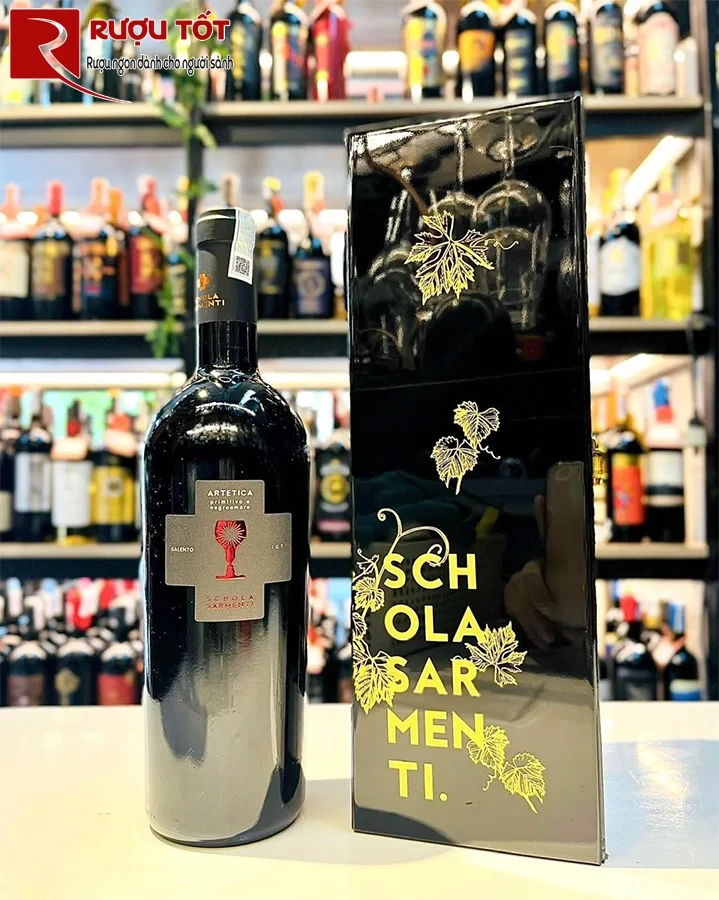 RƯỢU TỐT
Rượu ngon dành cho người sành
SCHOLA
SARMENTI
ARTETICA
primitivo e
negroamaro
SALENTO
I.G.T.
SCHOLA
SARMENTI
SCH
OLA
SAR
MEN
TI.